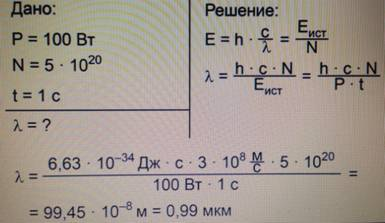 Дано:
P = 100 Вт
N = 5 · 10²⁰
t = 1 с
λ = ?
Решение:
E = h · c/λ = Eист/N
λ = h · c · N / Eист = h · c · N / P · t
λ = 6,63 · 10⁻³⁴ Дж · с · 3 · 10⁸ м/с · 5 · 10²⁰ / 100 Вт · 1 с =
= 99,45 · 10⁻⁸ м = 0,99 мкм